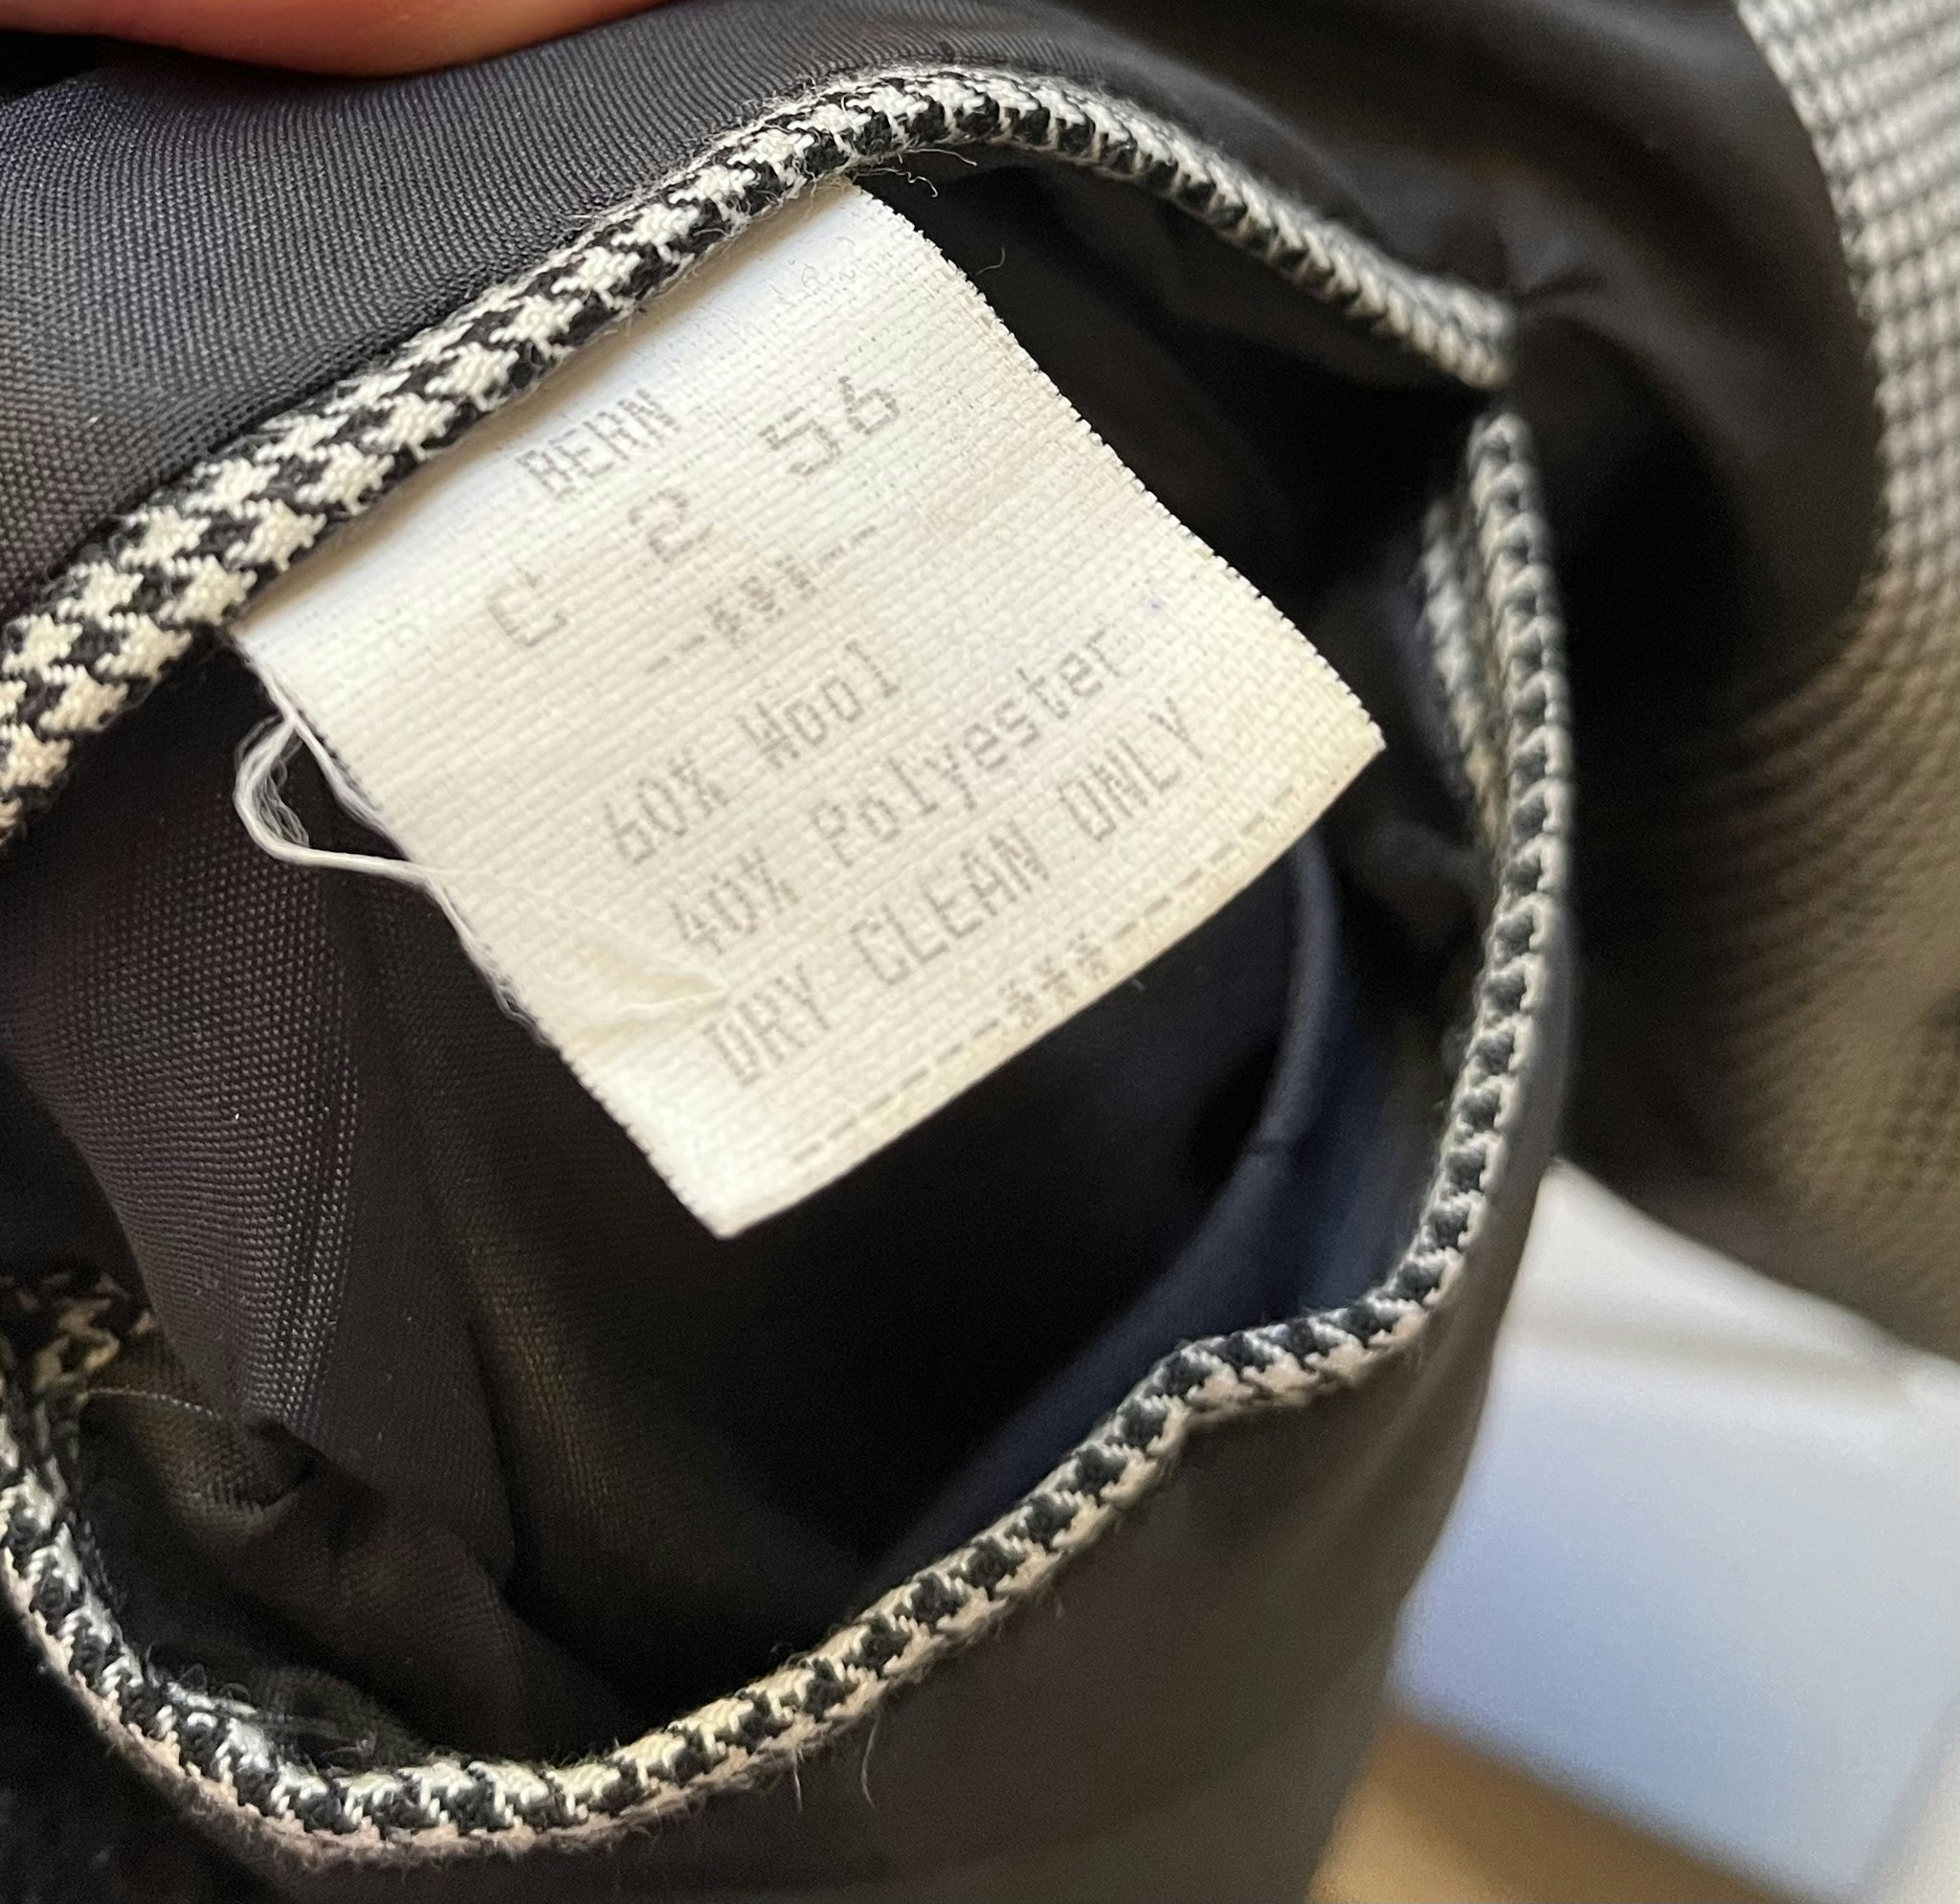 BERN
C 2 56
60% Wool
40% Polyester
DRY CLEAN ONLY
***